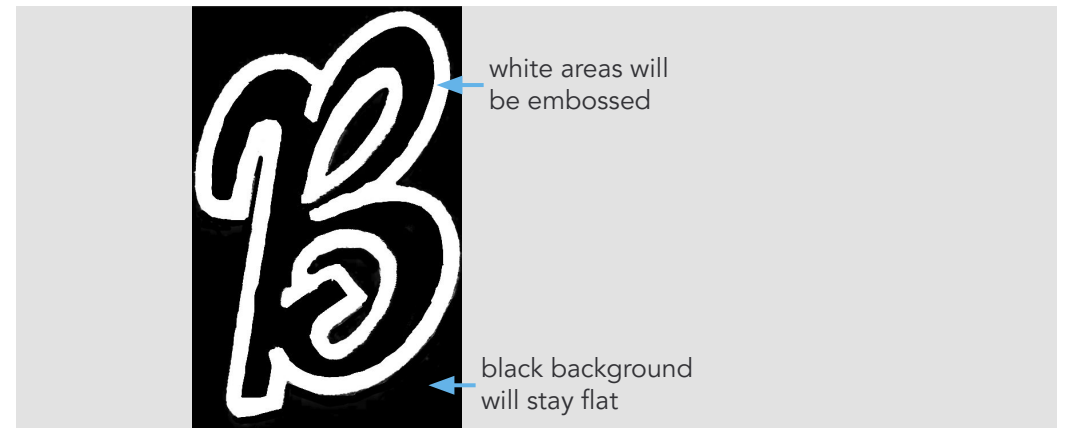 B
white areas will
be embossed
black background
will stay flat